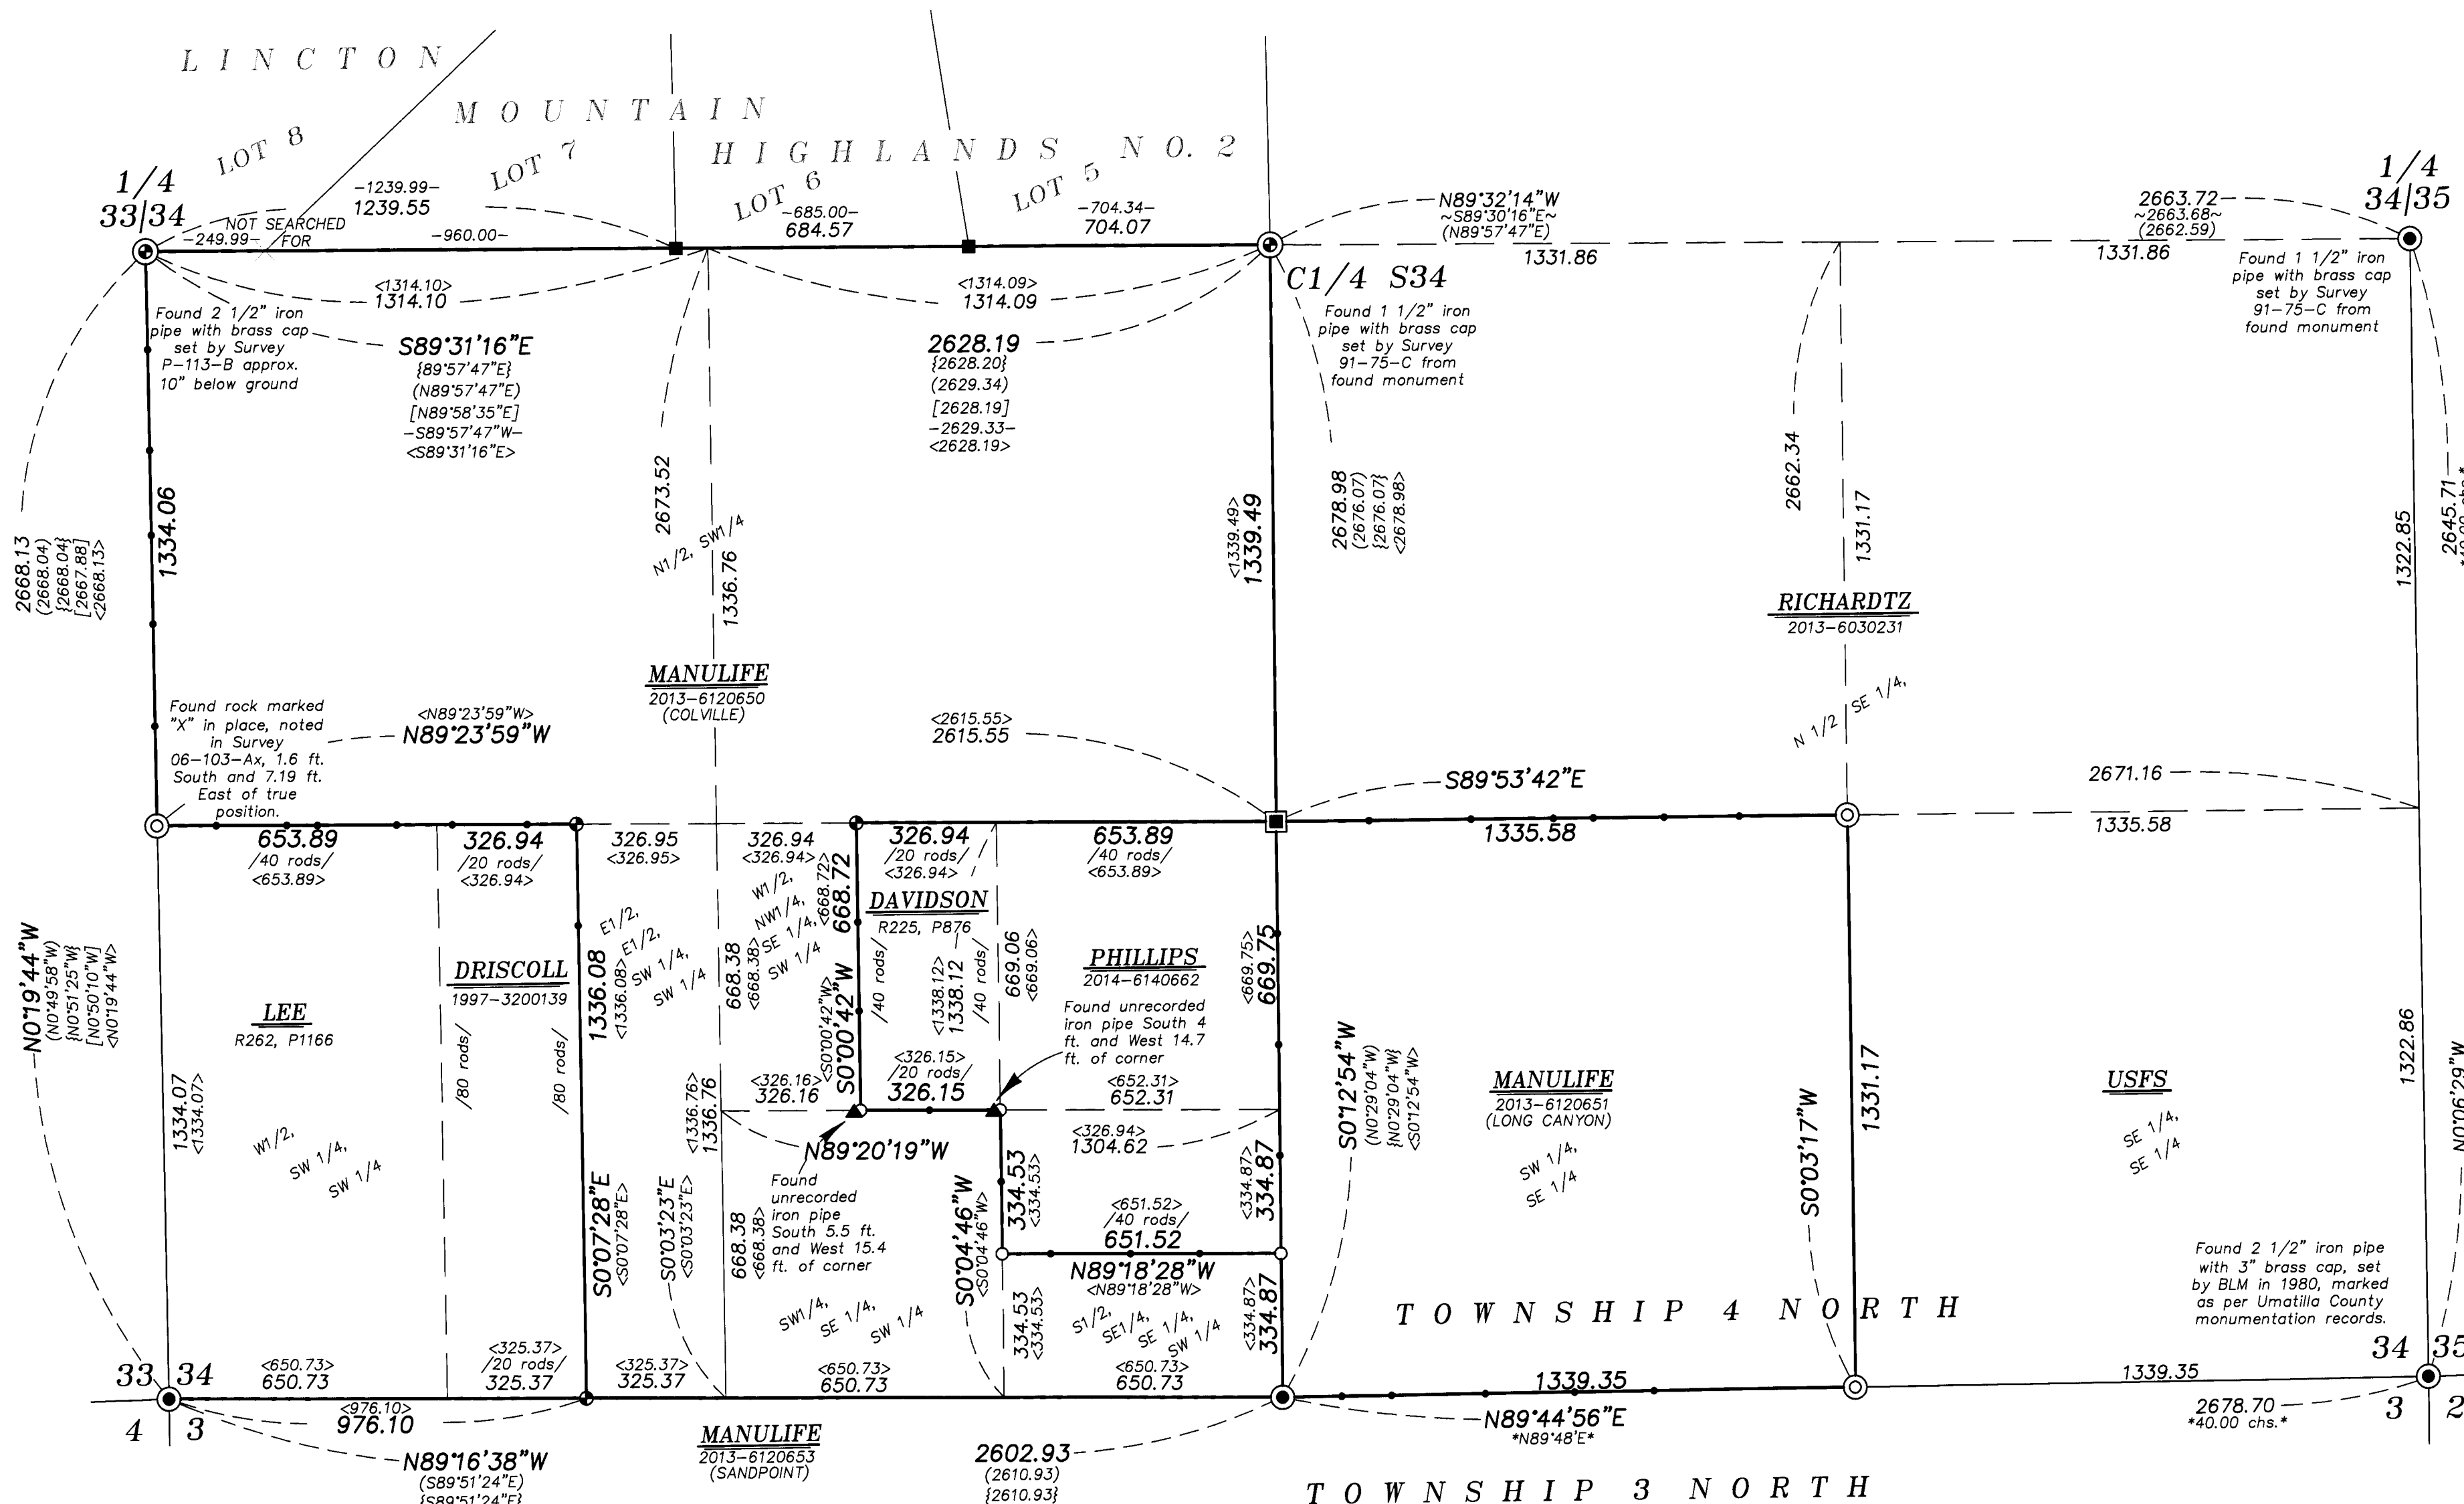 LINCTON
MOUNTAIN
HIGHLANDS NO. 2
LOT 8
LOT 7
LOT 6
LOT 5
1/4
33|34
-1239.99-
1239.55
NOT SEARCHED
FOR
-249.99-
-960.00-
-685.00-
684.57
-704.34-
704.07
N89°32'14"W
~S89°30'16"E~
(N89°57'47"E)
1331.86
2663.72
~2663.68~
(2662.59)
1331.86
1/4
34|35
<1314.10>
1314.10
<1314.09>
1314.09
C1/4 S34
Found 2 1/2" iron
pipe with brass cap
set by Survey
P-113-B approx.
10" below ground
S89°31'16"E
{89°57'47"E}
(N89°57'47"E)
[N89°58'35"E]
-S89°57'47"W-
<S89°31'16"E>
2628.19
{2628.20}
(2629.34)
[2628.19]
-2629.33-
<2628.19>
Found 1 1/2" iron
pipe with brass cap
set by Survey
91-75-C from
found monument
Found 1 1/2" iron
pipe with brass cap
set by Survey
91-75-C from
found monument
2668.13
(2668.04)
{2668.04}
[2667.88]
<2668.13>
1334.06
2673.52
N1/2, SW1/4
1336.76
<1339.49>
1339.49
2678.98
(2676.07)
{2676.07}
<2678.98>
2662.34
1331.17
1322.85
2645.71
RICHARDTZ
2013-6030231
N 1/2 SE 1/4,
MANULIFE
2013-6120650
(COLVILLE)
Found rock marked
"X" in place, noted
in Survey
06-103-Ax, 1.6 ft.
South and 7.19 ft.
East of true
position.
<N89°23'59"W>
N89°23'59"W
<2615.55>
2615.55
S89°53'42"E
2671.16
653.89
/40 rods/
<653.89>
326.94
/20 rods/
<326.94>
326.95
<326.95>
326.94
<326.94>
326.94
/20 rods/
<326.94>
653.89
/40 rods/
<653.89>
1335.58
1335.58
N0°19'44"W
(N0°49'58"W)
{N0°51'25"W}
[N0°50'10"W]
<N0°19'44"W>
LEE
R262, P1166
W1/2,
SW 1/4,
SW 1/4
1334.07
<1334.07>
DRISCOLL
1997-3200139
/80 rods/
/80 rods/
1336.08
<1336.08>
E1/2,
E1/2,
SW 1/4,
SW 1/4
668.38
<668.38>
W1/2,
NW1/4,
SE 1/4,
SW 1/4
<668.72>
668.72
S0°00'42"W
<S0°00'42"W>
DAVIDSON
R225, P876
/40 rods/
<1338.12>
1338.12
/40 rods/
669.06
<669.06>
PHILLIPS
2014-6140662
Found unrecorded
iron pipe South 4
ft. and West 14.7
ft. of corner
<669.75>
669.75
S0°12'54"W
(N0°29'04"W)
{N0°29'04"W}
<S0°12'54"W>
MANULIFE
2013-6120651
(LONG CANYON)
SW 1/4,
SE 1/4
S0°03'17"W
1331.17
USFS
SE 1/4,
SE 1/4
1322.86
N0°06'29"W
<1336.76>
1336.76
<326.16>
326.16
<326.15>
/20 rods/
326.15
<652.31>
652.31
<326.94>
1304.62
N89°20'19"W
Found
unrecorded
iron pipe
South 5.5 ft.
and West 15.4
ft. of corner
S0°07'28"E
<S0°07'28"E>
S0°03'23"E
<S0°03'23"E>
668.38
<668.38>
S0°04'46"W
<S0°04'46"W>
334.53
<334.53>
<334.87>
334.87
<651.52>
/40 rods/
651.52
N89°18'28"W
<N89°18'28"W>
SW1/4,
SE 1/4,
SW 1/4
334.53
<334.53>
S1/2,
SE1/4,
SE 1/4,
SW 1/4
<334.87>
334.87
TOWNSHIP 4 NORTH
Found 2 1/2" iron pipe
with 3" brass cap, set
by BLM in 1980, marked
as per Umatilla County
monumentation records.
33 34
4 3
<650.73>
650.73
<325.37>
/20 rods/
325.37
<325.37>
325.37
<650.73>
650.73
<650.73>
650.73
1339.35
1339.35
34 35
3 2
<976.10>
976.10
N89°16'38"W
(S89°51'24"E)
{S89°51'24"E}
MANULIFE
2013-6120653
(SANDPOINT)
2602.93
(2610.93)
{2610.93}
N89°44'56"E
*N89°48'E*
2678.70
*40.00 chs.*
TOWNSHIP 3 NORTH